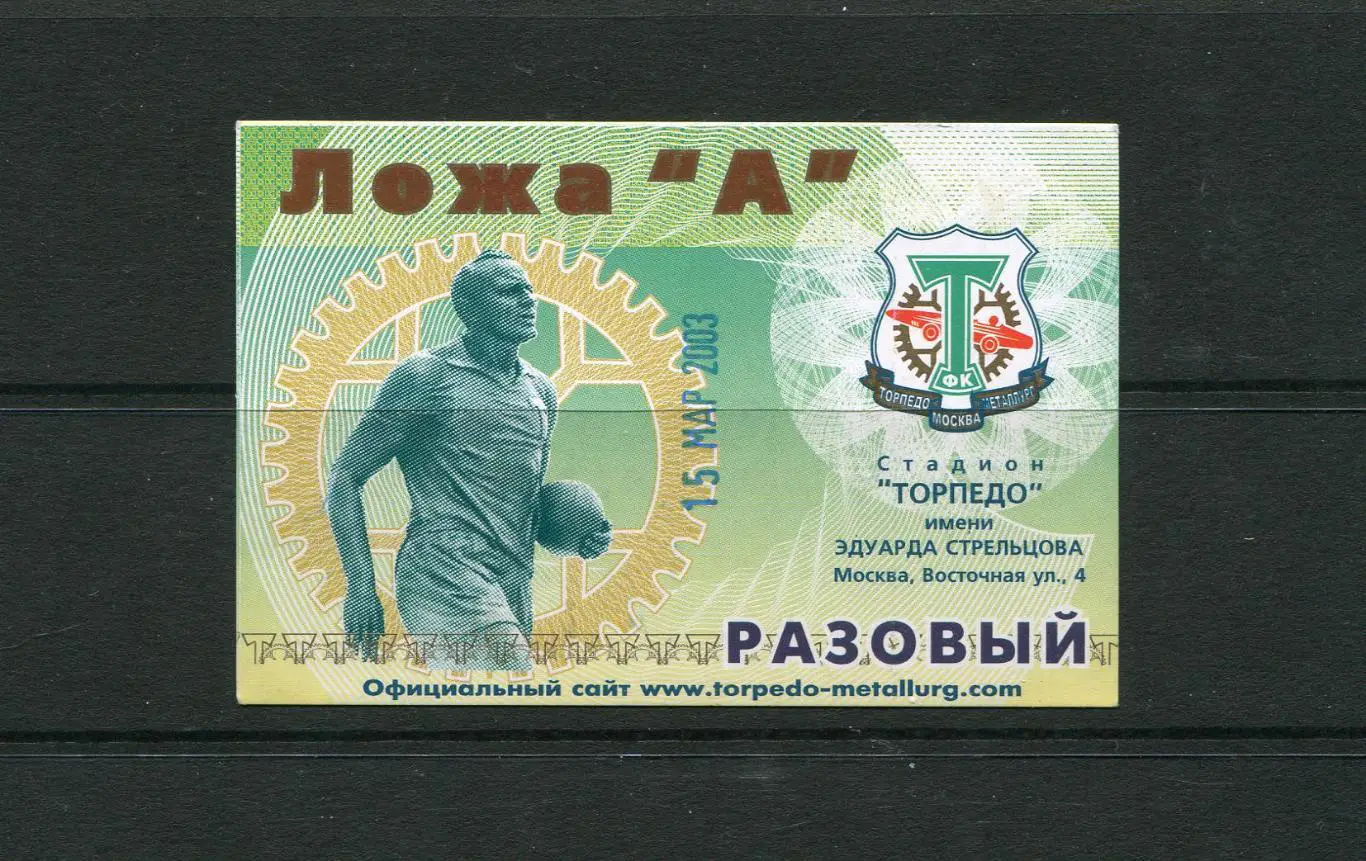 Ложа "А"
15 МАР 2003
Т
ФК
ТОРПЕДО МЕТАЛЛУРГ
МОСКВА
Стадион
"ТОРПЕДО"
имени
ЭДУАРДА СТРЕЛЬЦОВА
Москва, Восточная ул., 4
РАЗОВЫЙ
Официальный сайт www.torpedo-metallurg.com